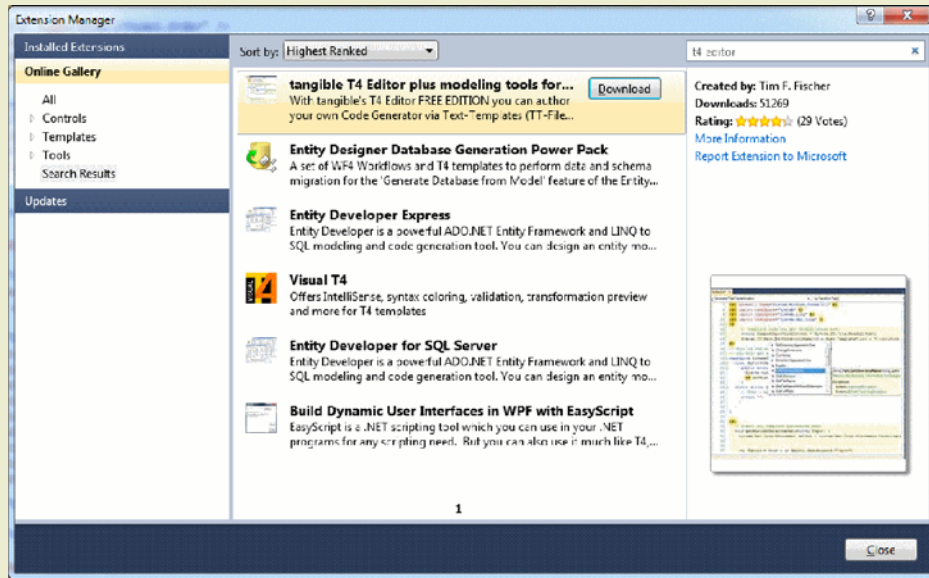 Extension Manager
Installed Extensions
Online Gallery
All
Controls
Templates
Tools
Search Results
Updates
Sort by: Highest Ranked
tangible T4 Editor plus modeling tools for...
Download
With tangible's T4 Editor FREE EDITION you can author
your own Code Generator via Text-Templates (TT-File...
Entity Designer Database Generation Power Pack
A set of WF4 Workflows and T4 templates to perform data and schema
migration for the 'Generate Database from Model' feature of the Entity...
Entity Developer Express
Entity Developer is a powerful ADO.NET Entity Framework and LINQ to
SQL modeling and code generation tool. You can design an entity mo...
Visual T4
Offers IntelliSense, syntax coloring, validation, transformation preview
and more for T4 templates
Entity Developer for SQL Server
Entity Developer is a powerful ADO.NET Entity Framework and LINQ to
SQL modeling and code generation tool. You can design an entity mo...
Build Dynamic User Interfaces in WPF with EasyScript
EasyScript is a .NET scripting tool which you can use in your .NET
programs for any scripting need. But you can also use it much like T4,...
1
t4 editor
Created by: Tim F. Fischer
Downloads: 51269
Rating: (29 Votes)
More Information
Report Extension to Microsoft
Close